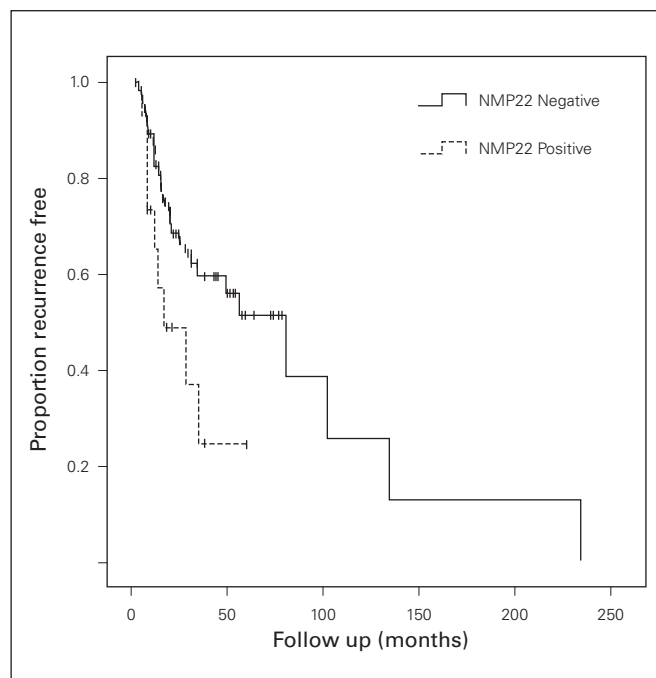 1.0
0.8
0.6
0.4
0.2
Proportion recurrence free
NMP22 Negative
NMP22 Positive
0 50 100 150 200 250
Follow up (months)